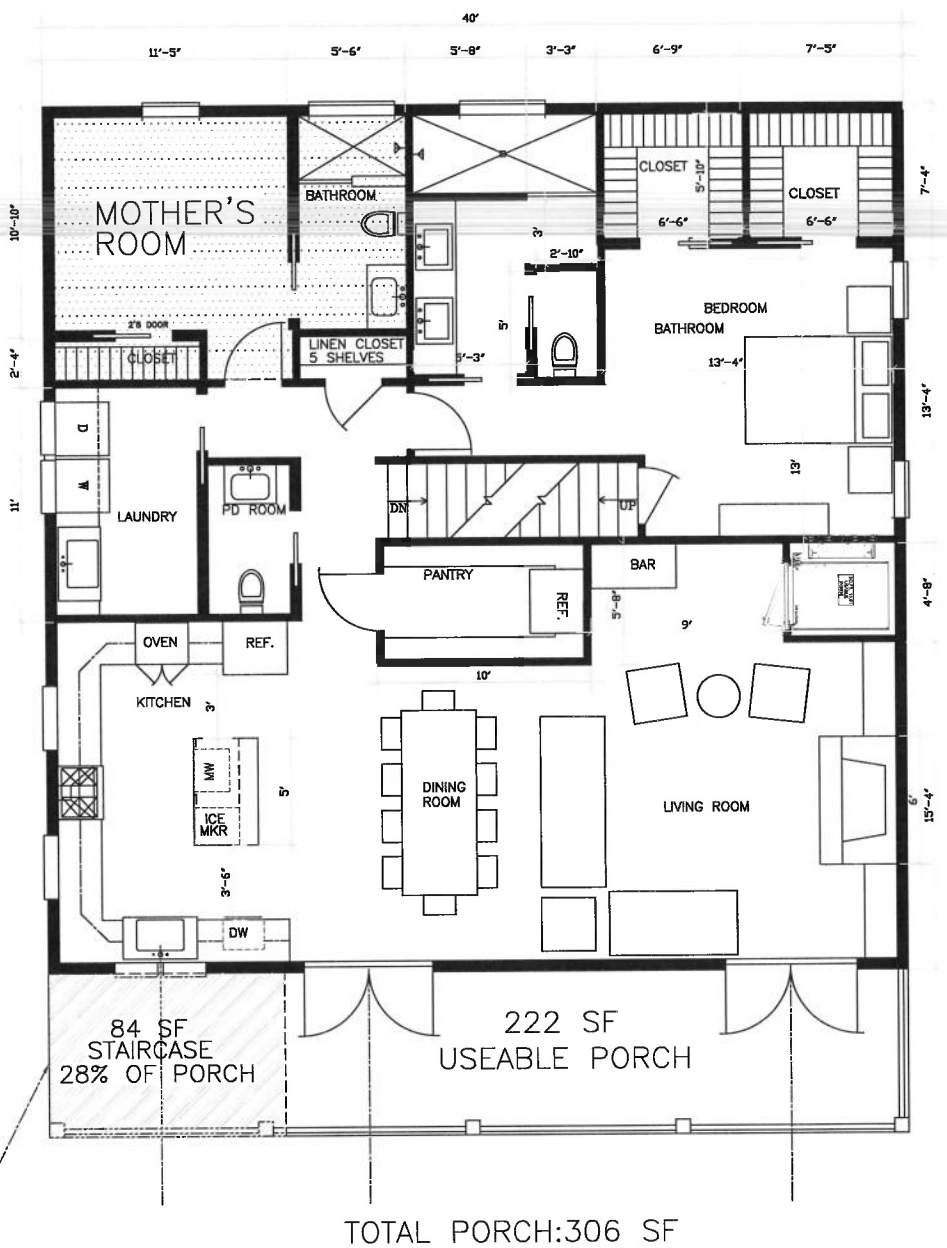 40'
11'-5"
5'-6"
5'-8"
3'-3"
6'-9"
7'-5"
10'-10"
MOTHER'S
ROOM
BATHROOM
CLOSET
5'-10"
CLOSET
7'-4"
6'-6"
6'-6"
3'
2'-10"
BEDROOM
BATHROOM
2'8 DOOR
CLOSET
LINEN CLOSET
5 SHELVES
5'
5'-3"
13'-4"
2'-4"
13'-4"
D
W
11'
LAUNDRY
PD ROOM
DN
UP
13'
PANTRY
REF.
BAR
5'-8"
9'
4'-8"
OVEN
REF.
KITCHEN
3'
10'
MW
ICE
MKR
5'
DINING
ROOM
LIVING ROOM
6'
15'-4"
3'-6"
DW
84 SF
STAIRCASE
28% OF PORCH
222 SF
USEABLE PORCH
TOTAL PORCH:306 SF